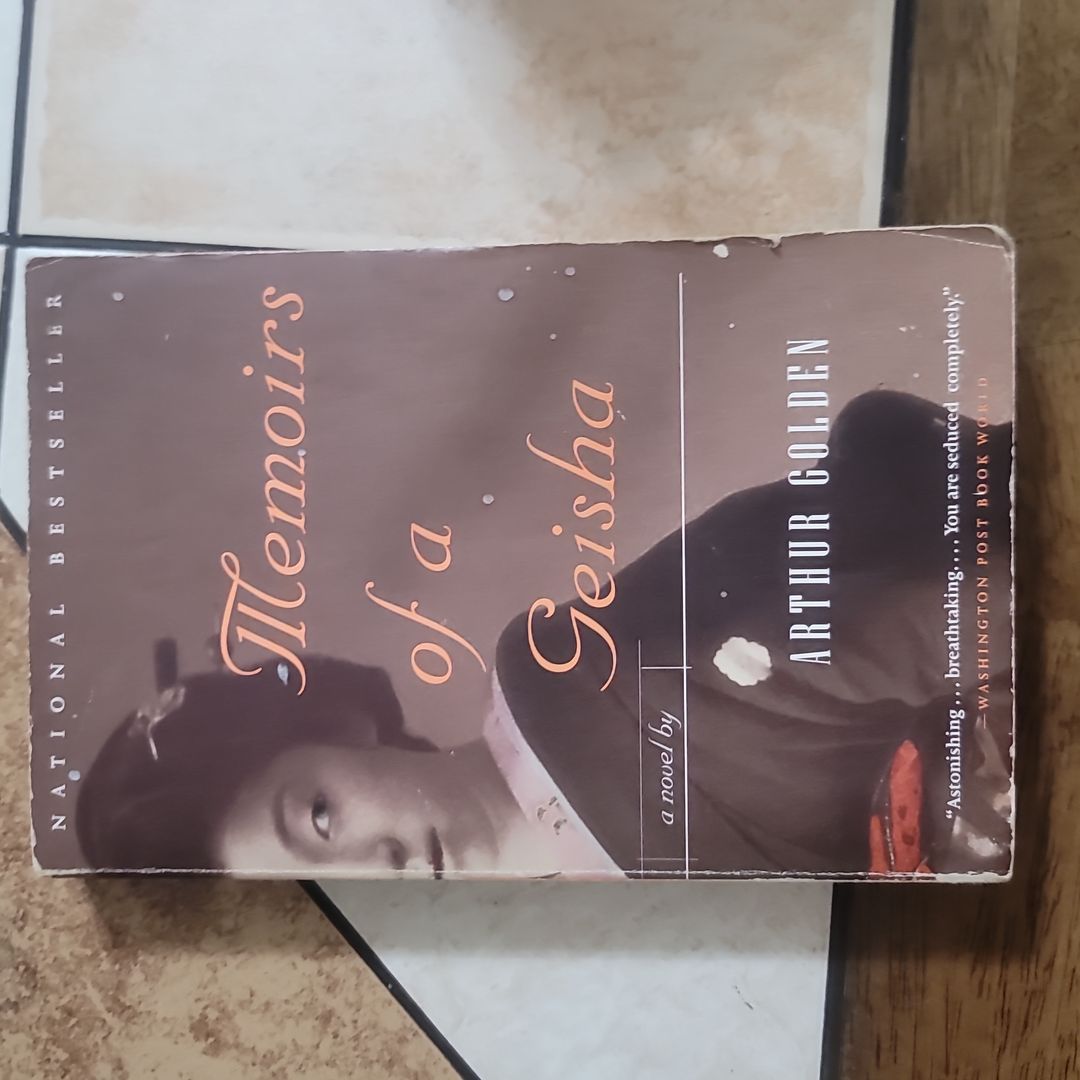 NATIONAL BESTSELLER
Memoirs
of a
Geisha
a novel by
ARTHUR GOLDEN
“Astonishing . . . breathtaking. . . . You are seduced completely.”
—WASHINGTON POST BOOK WORLD